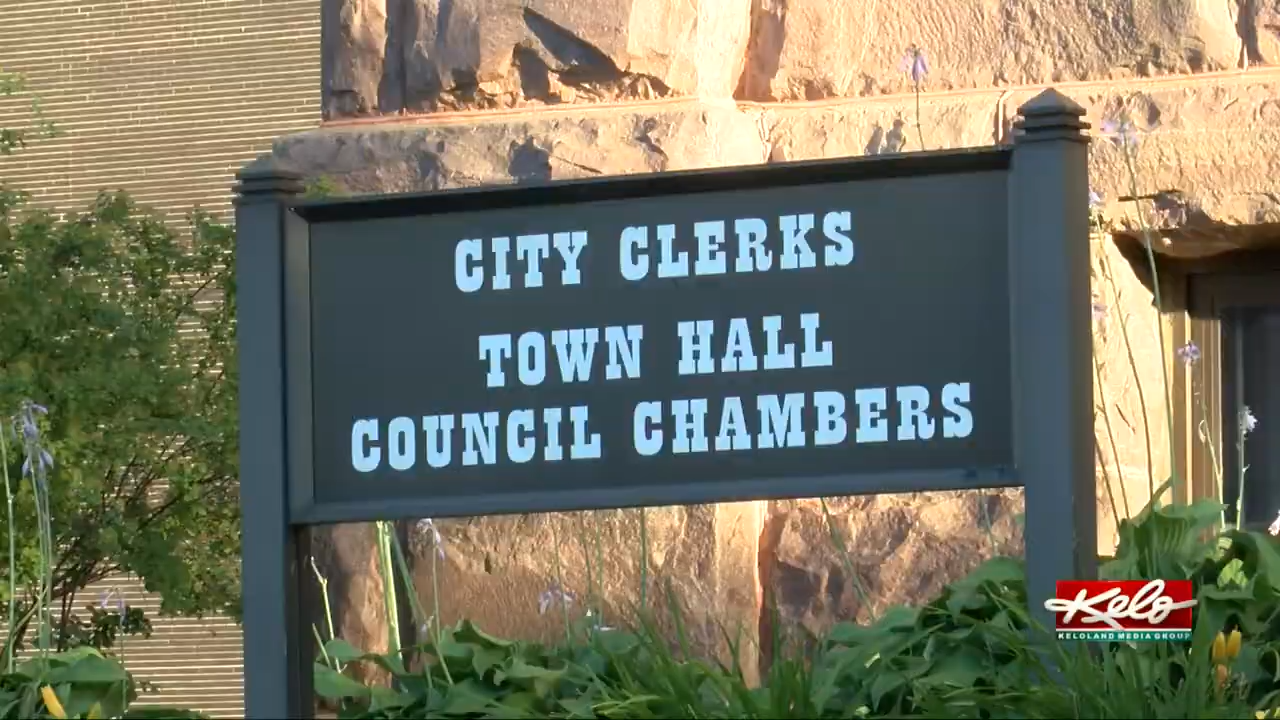 CITY CLERKS
TOWN HALL
COUNCIL CHAMBERS
Kelo
KELOLAND MEDIA GROUP